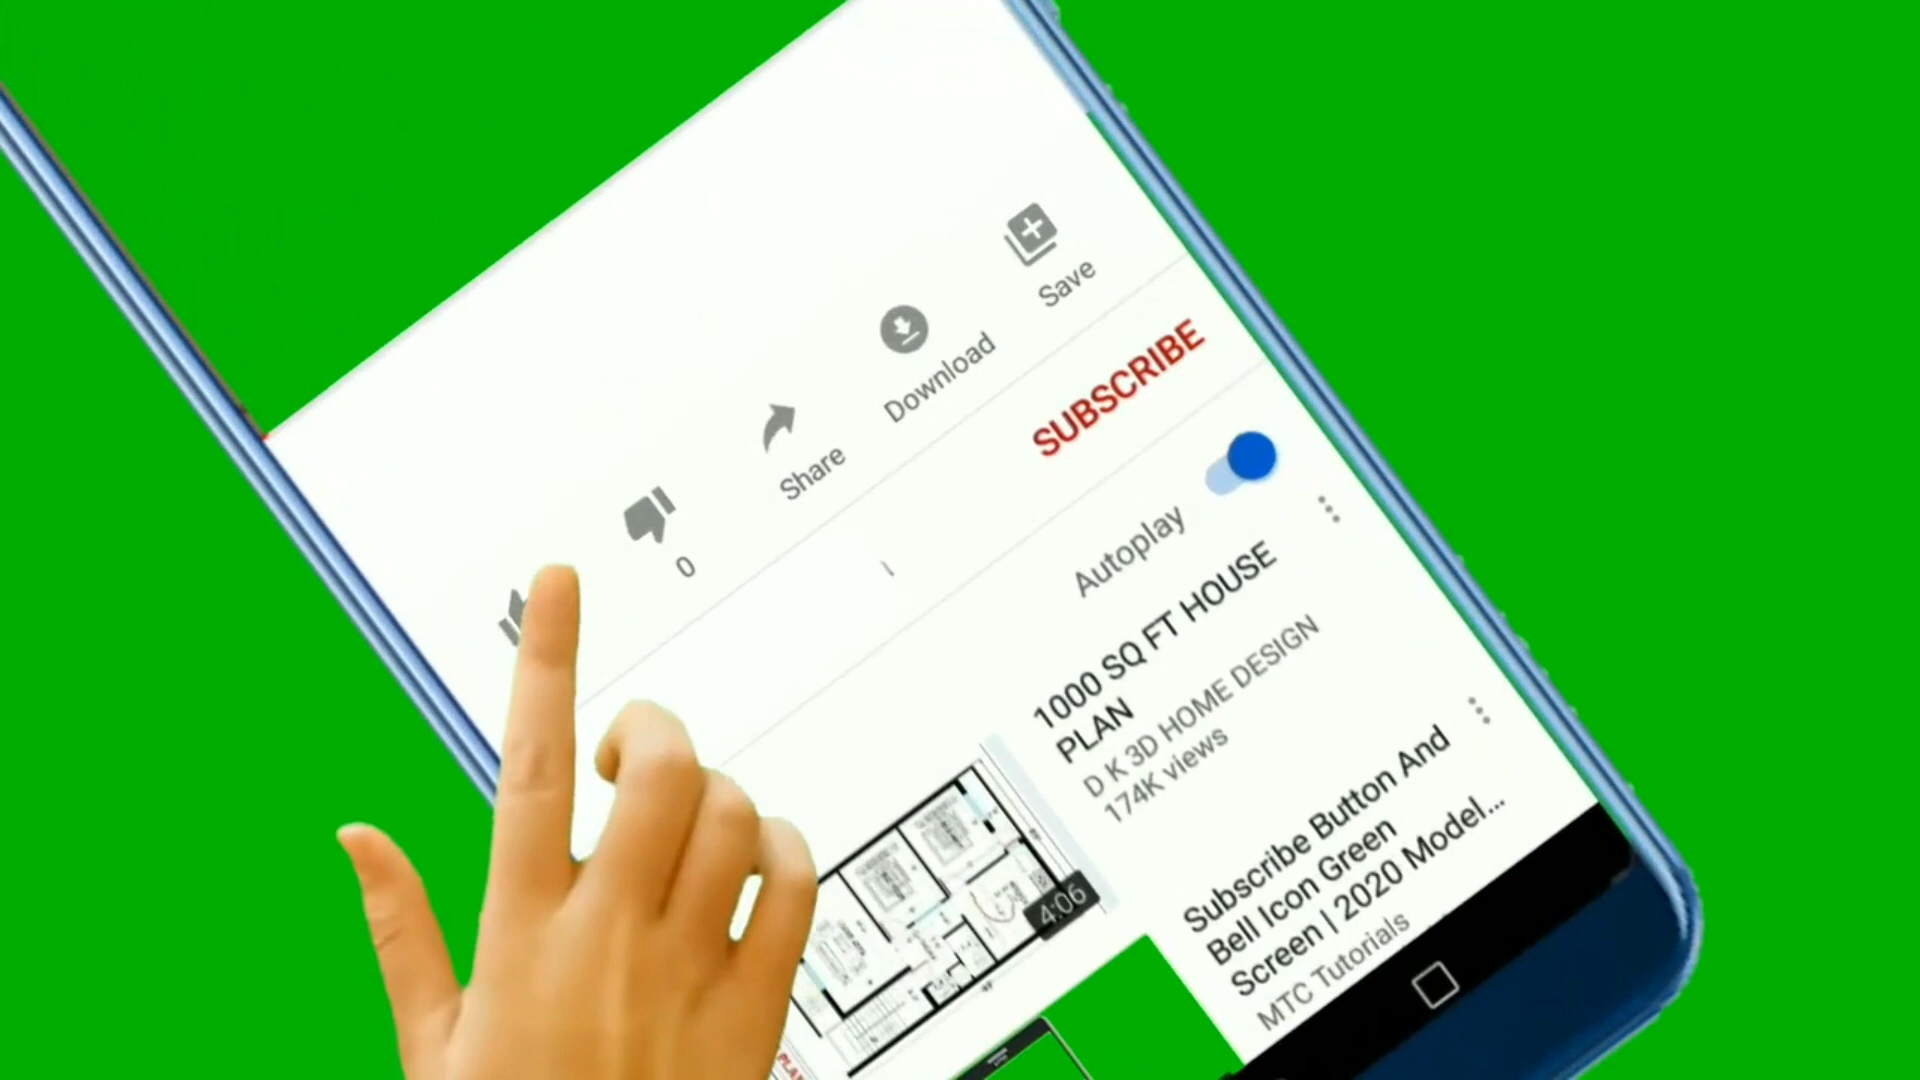 0
Share
Download
Save
SUBSCRIBE
Autoplay
1000 SQ FT HOUSE
PLAN
D K 3D HOME DESIGN
174K views
4:06
Subscribe Button And
Bell Icon Green
Screen | 2020 Model...
MTC Tutorials
PLAN